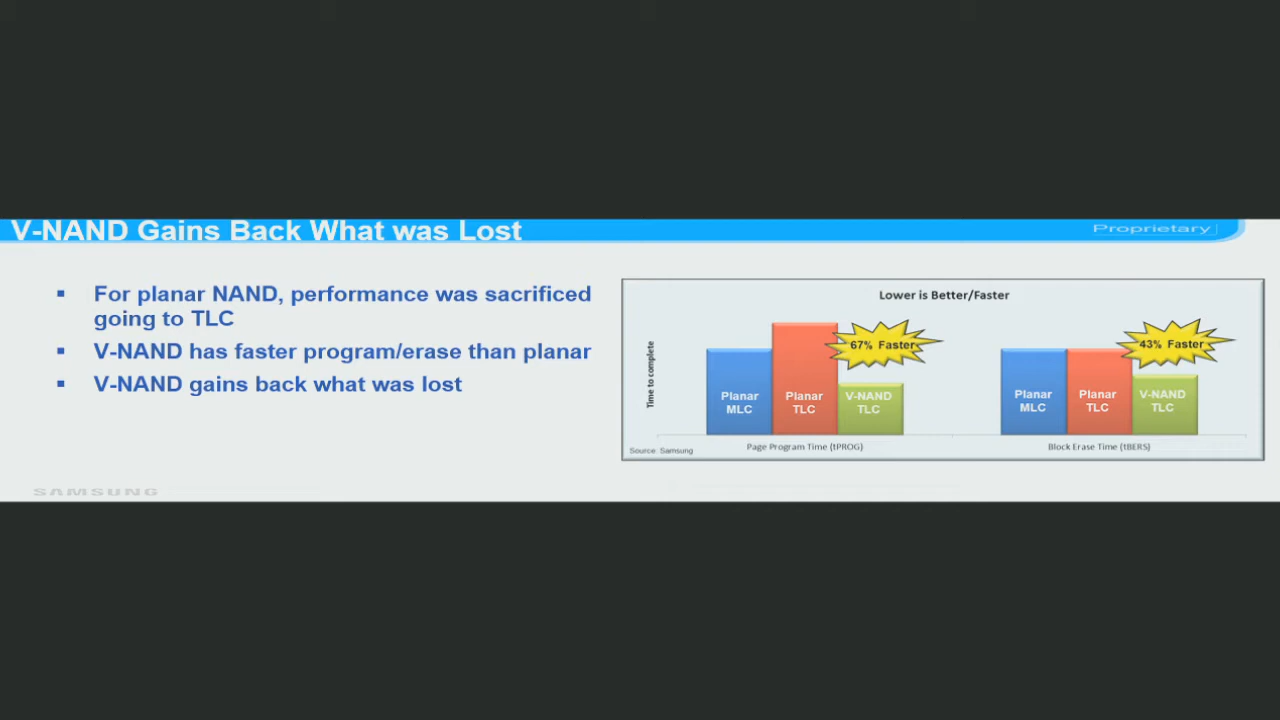 V-NAND Gains Back What was Lost
Proprietary
▪ For planar NAND, performance was sacrificed
going to TLC
▪ V-NAND has faster program/erase than planar
▪ V-NAND gains back what was lost
Lower is Better/Faster
Time to complete
67% Faster
43% Faster
Planar
MLC
Planar
TLC
V-NAND
TLC
Planar
MLC
Planar
TLC
V-NAND
TLC
Page Program Time (tPROG)
Block Erase Time (tBERS)
Source: Samsung
SAMSUNG